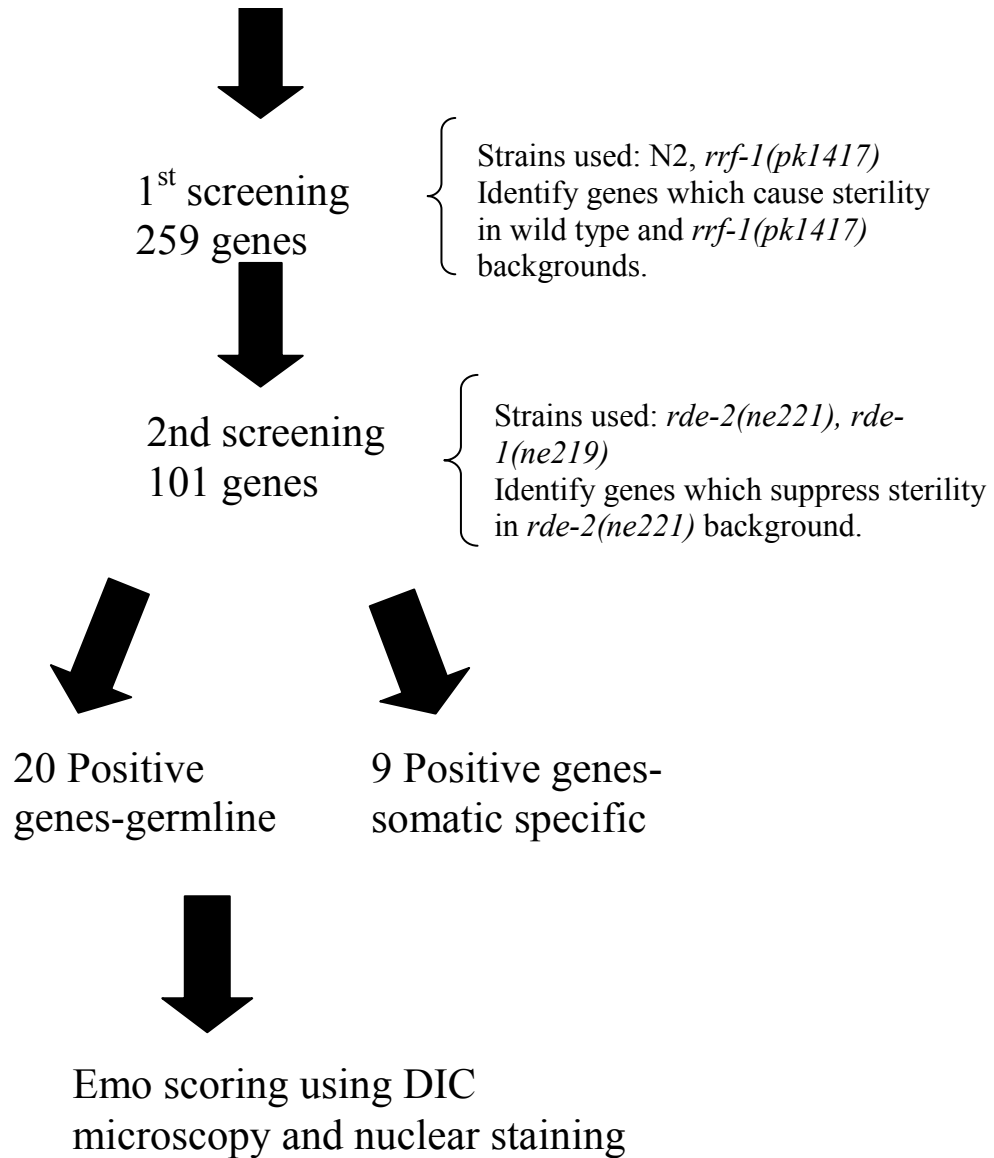 1st screening
259 genes
Strains used: N2, rrf-1(pk1417)
Identify genes which cause sterility
in wild type and rrf-1(pk1417)
backgrounds.
2nd screening
101 genes
Strains used: rde-2(ne221), rde-
1(ne219)
Identify genes which suppress sterility
in rde-2(ne221) background.
20 Positive
genes-germline
9 Positive genes-
somatic specific
Emo scoring using DIC
microscopy and nuclear staining